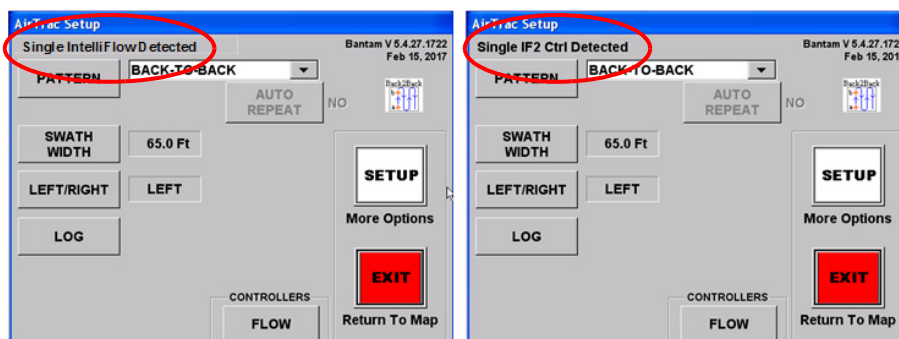 AirTrac Setup
Single IntelliFlow Detected
Bantam V 5.4.27.1722
Feb 15, 2017
PATTERN
BACK-TO-BACK
Back2Back
AUTO
REPEAT
NO
SWATH
WIDTH
65.0 Ft
LEFT/RIGHT
LEFT
SETUP
More Options
LOG
EXIT
CONTROLLERS
FLOW
Return To Map
AirTrac Setup
Single IF2 Ctrl Detected
Bantam V 5.4.27.172
Feb 15, 201
PATTERN
BACK-TO-BACK
Back2Back
AUTO
REPEAT
NO
SWATH
WIDTH
65.0 Ft
LEFT/RIGHT
LEFT
SETUP
More Options
LOG
EXIT
CONTROLLERS
FLOW
Return To Map